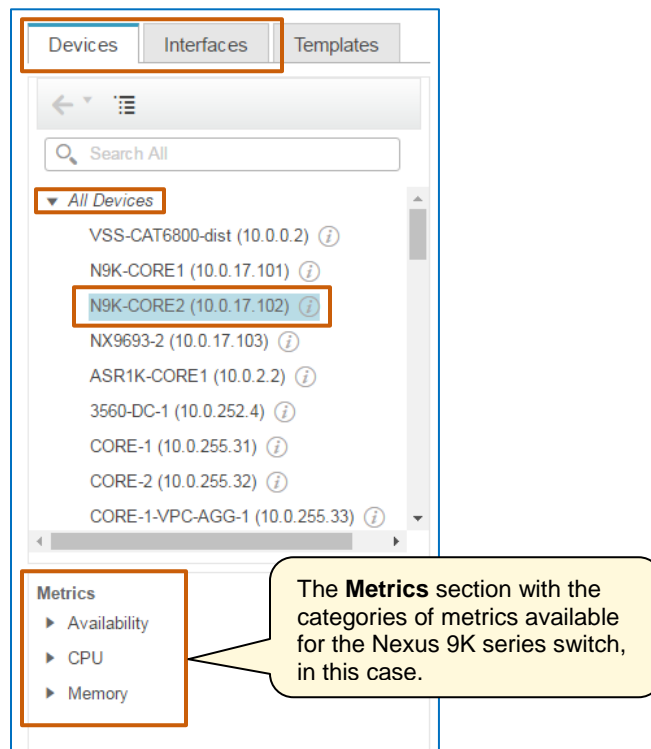 Devices Interfaces Templates
Search All
All Devices
VSS-CAT6800-dist (10.0.0.2)
N9K-CORE1 (10.0.17.101)
N9K-CORE2 (10.0.17.102)
NX9693-2 (10.0.17.103)
ASR1K-CORE1 (10.0.2.2)
3560-DC-1 (10.0.252.4)
CORE-1 (10.0.255.31)
CORE-2 (10.0.255.32)
CORE-1-VPC-AGG-1 (10.0.255.33)
Metrics
Availability
CPU
Memory
The Metrics section with the
categories of metrics available
for the Nexus 9K series switch,
in this case.